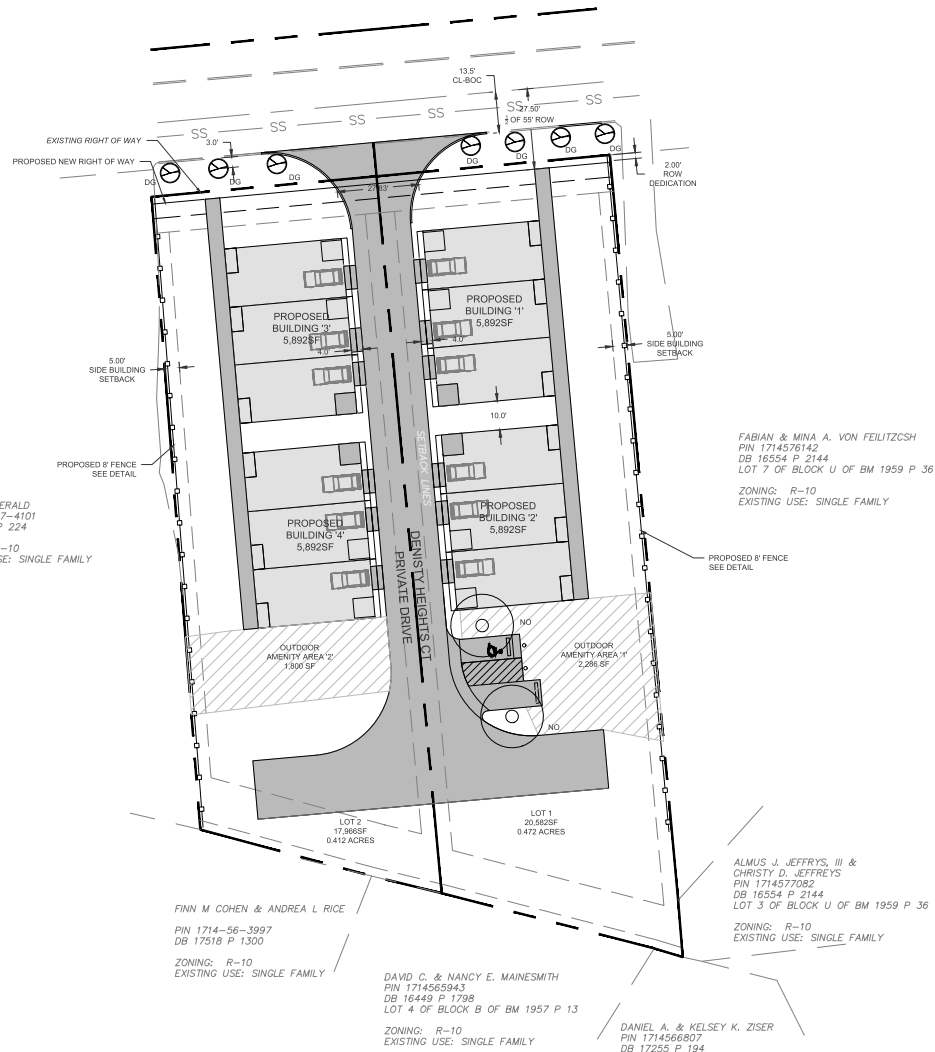 13.5'
CL-BOC
SS
SS
SS
SS
SS
SS
SS
SS
27.50'
½ OF 55' ROW
EXISTING RIGHT OF WAY
3.0'
PROPOSED NEW RIGHT OF WAY
DG
DG
DG
DG
DG
DG
DG
2.00'
ROW
DEDICATION
27.83'
PROPOSED
BUILDING '3'
5,892SF
PROPOSED
BUILDING '1'
5,892SF
4.0'
4.0'
5.00'
SIDE BUILDING
SETBACK
5.00'
SIDE BUILDING
SETBACK
10.0'
SETBACK LINES
PROPOSED 8' FENCE
SEE DETAIL
FABIAN & MINA A. VON FEILITZCSH
PIN 1714576142
DB 16554 P 2144
LOT 7 OF BLOCK U OF BM 1959 P 36
ZONING: R-10
EXISTING USE: SINGLE FAMILY
ERALD
7-4101
P 224
-10
SE: SINGLE FAMILY
PROPOSED
BUILDING '4'
5,892SF
PROPOSED
BUILDING '2'
5,892SF
DENISTY HEIGHTS CT
PRIVATE DRIVE
PROPOSED 8' FENCE
SEE DETAIL
NO
OUTDOOR
AMENITY AREA '2'
1,800 SF
OUTDOOR
AMENITY AREA '1'
2,286 SF
NO
LOT 2
17,966SF
0.412 ACRES
LOT 1
20,582SF
0.472 ACRES
ALMUS J. JEFFRYS, III &
CHRISTY D. JEFFREYS
PIN 1714577082
DB 16554 P 2144
LOT 3 OF BLOCK U OF BM 1959 P 36
ZONING: R-10
EXISTING USE: SINGLE FAMILY
FINN M COHEN & ANDREA L RICE
PIN 1714-56-3997
DB 17518 P 1300
ZONING: R-10
EXISTING USE: SINGLE FAMILY
DAVID C. & NANCY E. MAINESMITH
PIN 1714565943
DB 16449 P 1798
LOT 4 OF BLOCK B OF BM 1957 P 13
ZONING: R-10
EXISTING USE: SINGLE FAMILY
DANIEL A. & KELSEY K. ZISER
PIN 1714566807
DB 17255 P 194